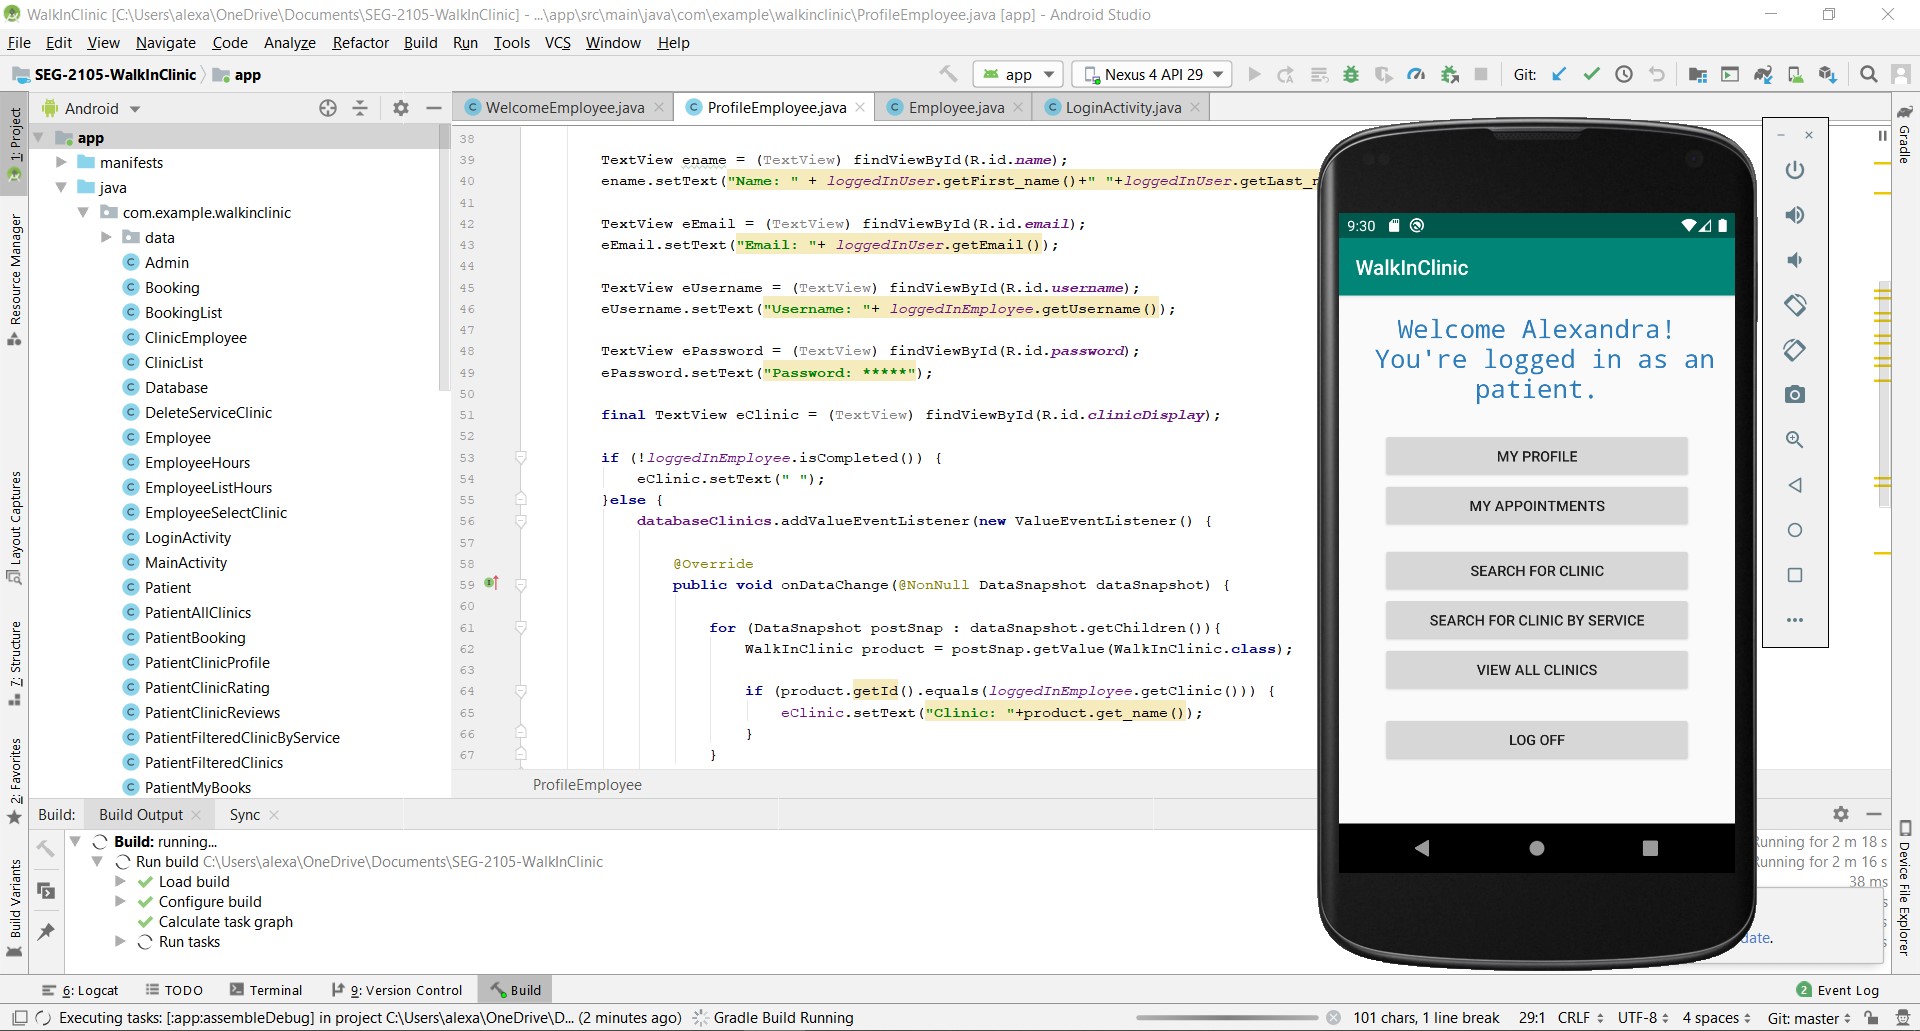 WalkInClinic [C:\Users\alexa\OneDrive\Documents\SEG-2105-WalkInClinic] - ...\app\src\main\java\com\example\walkinclinic\ProfileEmployee.java [app] - Android Studio
File Edit View Navigate Code Analyze Refactor Build Run Tools VCS Window Help
SEG-2105-WalkInClinic app
app
Nexus 4 API 29
Git:
Android
WelcomeEmployee.java
ProfileEmployee.java
Employee.java
LoginActivity.java
1: Project
Resource Manager
Layout Captures
7: Structure
2: Favorites
Build Variants
app
manifests
java
com.example.walkinclinic
data
Admin
Booking
BookingList
ClinicEmployee
ClinicList
Database
DeleteServiceClinic
Employee
EmployeeHours
EmployeeListHours
EmployeeSelectClinic
LoginActivity
MainActivity
Patient
PatientAllClinics
PatientBooking
PatientClinicProfile
PatientClinicRating
PatientClinicReviews
PatientFilteredClinicByService
PatientFilteredClinics
PatientMyBooks
38
39 TextView ename = (TextView) findViewById(R.id.name);
40 ename.setText("Name: " + loggedInUser.getFirst_name()+" "+loggedInUser.getLast_n
41
42 TextView eEmail = (TextView) findViewById(R.id.email);
43 eEmail.setText("Email: "+ loggedInUser.getEmail());
44
45 TextView eUsername = (TextView) findViewById(R.id.username);
46 eUsername.setText("Username: "+ loggedInEmployee.getUsername());
47
48 TextView ePassword = (TextView) findViewById(R.id.password);
49 ePassword.setText("Password: *****");
50
51 final TextView eClinic = (TextView) findViewById(R.id.clinicDisplay);
52
53 if (!loggedInEmployee.isCompleted()) {
54 eClinic.setText(" ");
55 }else {
56 databaseClinics.addValueEventListener(new ValueEventListener() {
57
58 @Override
59 public void onDataChange(@NonNull DataSnapshot dataSnapshot) {
60
61 for (DataSnapshot postSnap : dataSnapshot.getChildren()){
62 WalkInClinic product = postSnap.getValue(WalkInClinic.class);
63
64 if (product.getId().equals(loggedInEmployee.getClinic())) {
65 eClinic.setText("Clinic: "+product.get_name());
66 }
67 }
ProfileEmployee
9:30
WalkInClinic
Welcome Alexandra!
You're logged in as an
patient.
MY PROFILE
MY APPOINTMENTS
SEARCH FOR CLINIC
SEARCH FOR CLINIC BY SERVICE
VIEW ALL CLINICS
LOG OFF
Gradle
Device File Explorer
Build: Build Output Sync
Build: running...
Run build C:\Users\alexa\OneDrive\Documents\SEG-2105-WalkInClinic
Load build
Configure build
Calculate task graph
Run tasks
Running for 2 m 18 s
Running for 2 m 16 s
38 ms
date.
6: Logcat TODO Terminal 9: Version Control Build
2 Event Log
Executing tasks: [:app:assembleDebug] in project C:\Users\alexa\OneDrive\D... (2 minutes ago) Gradle Build Running
101 chars, 1 line break 29:1 CRLF UTF-8 4 spaces Git: master